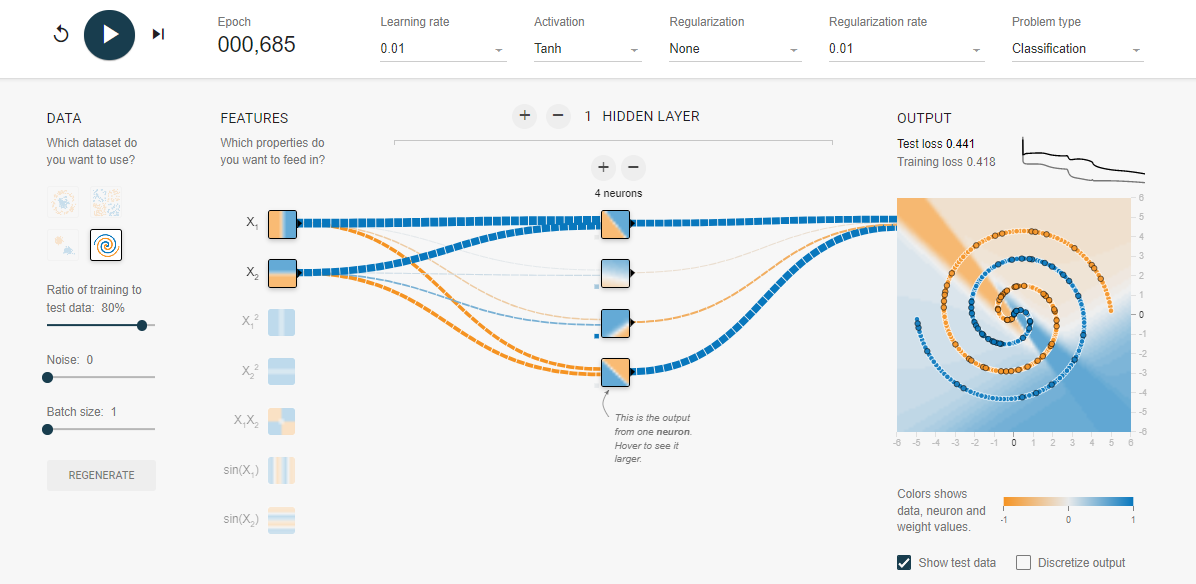 Epoch
000,685
Learning rate
0.01
Activation
Tanh
Regularization
None
Regularization rate
0.01
Problem type
Classification
DATA
Which dataset do
you want to use?
Ratio of training to
test data: 80%
Noise: 0
Batch size: 1
REGENERATE
FEATURES
Which properties do
you want to feed in?
X1
X2
X1²
X2²
X1X2
sin(X1)
sin(X2)
+ − 1 HIDDEN LAYER
+ −
4 neurons
This is the output
from one neuron.
Hover to see it
larger.
OUTPUT
Test loss 0.441
Training loss 0.418
6
5
4
3
2
1
0
-1
-2
-3
-4
-5
-6
-6 -5 -4 -3 -2 -1 0 1 2 3 4 5 6
Colors shows
data, neuron and
weight values.
-1 0 1
Show test data
Discretize output